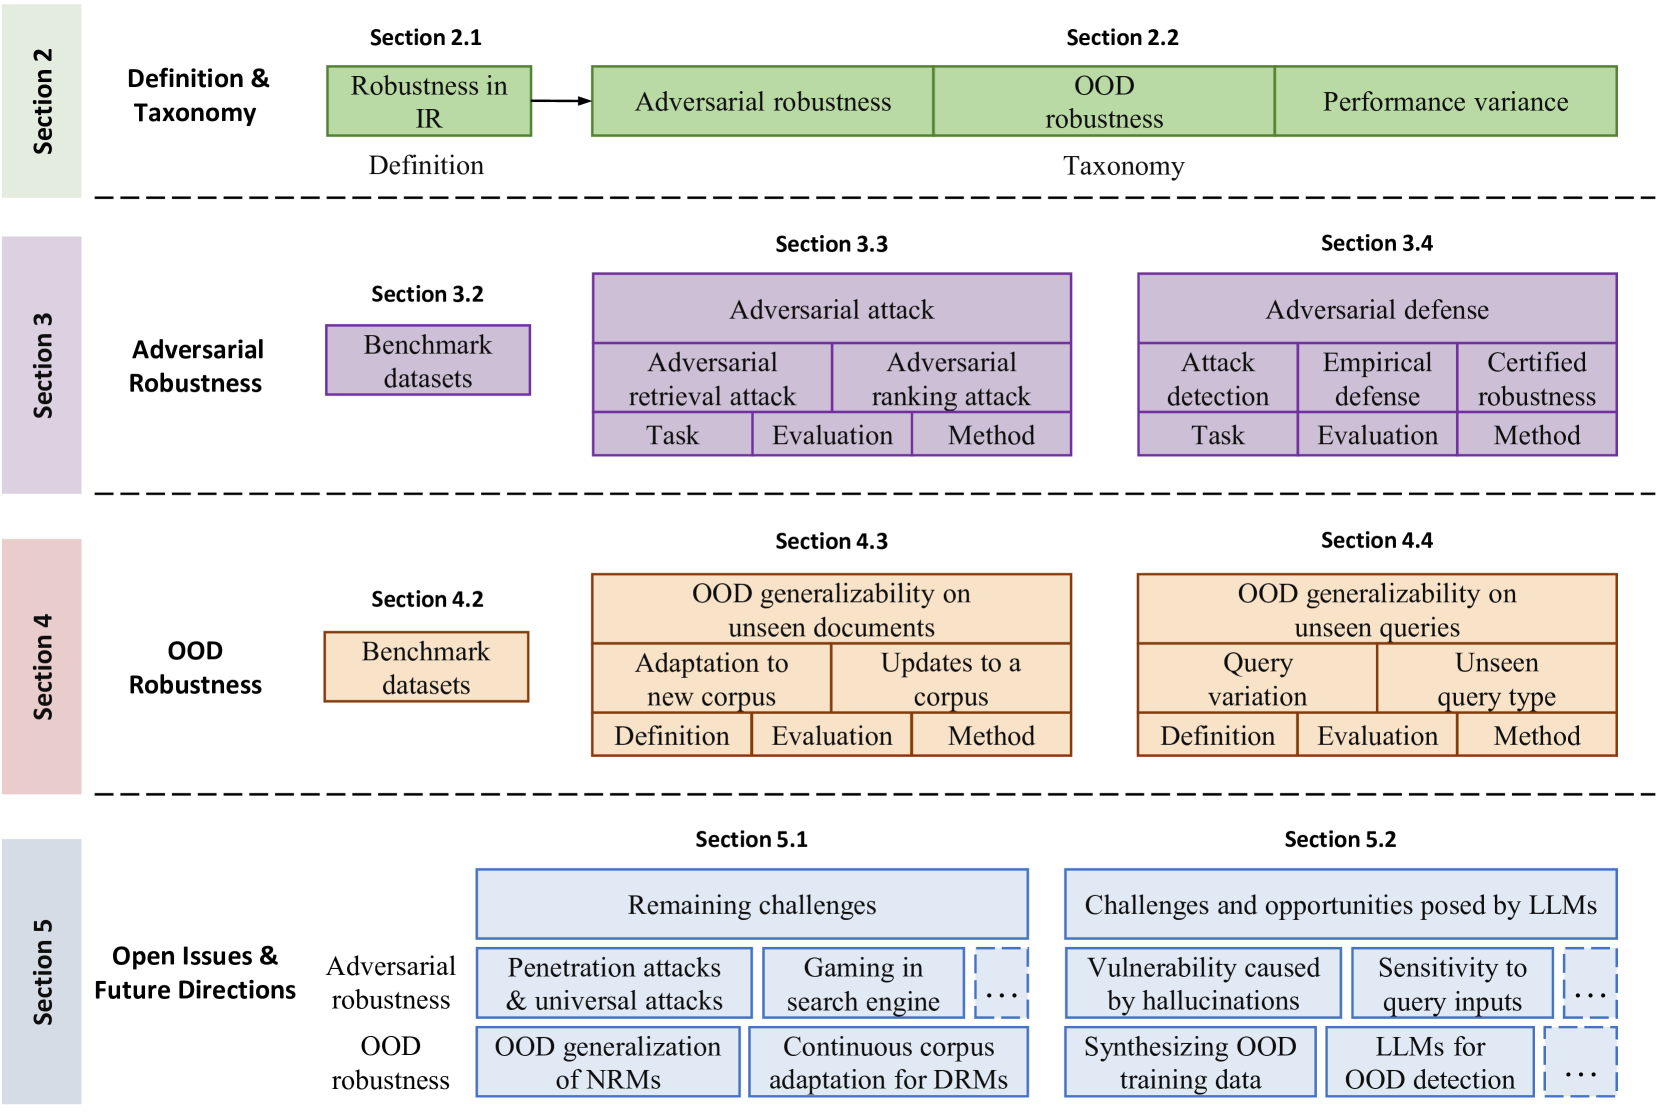 Section 2
Definition &
Taxonomy
Section 2.1
Robustness in
IR
Definition
Section 2.2
Adversarial robustness
OOD
robustness
Performance variance
Taxonomy
Section 3
Adversarial
Robustness
Section 3.2
Benchmark
datasets
Section 3.3
Adversarial attack
Adversarial
retrieval attack
Adversarial
ranking attack
Task
Evaluation
Method
Section 3.4
Adversarial defense
Attack
detection
Empirical
defense
Certified
robustness
Task
Evaluation
Method
Section 4
OOD
Robustness
Section 4.2
Benchmark
datasets
Section 4.3
OOD generalizability on
unseen documents
Adaptation to
new corpus
Updates to a
corpus
Definition
Evaluation
Method
Section 4.4
OOD generalizability on
unseen queries
Query
variation
Unseen
query type
Definition
Evaluation
Method
Section 5
Open Issues &
Future Directions
Section 5.1
Remaining challenges
Section 5.2
Challenges and opportunities posed by LLMs
Adversarial
robustness
Penetration attacks
& universal attacks
Gaming in
search engine
...
Vulnerability caused
by hallucinations
Sensitivity to
query inputs
...
OOD
robustness
OOD generalization
of NRMs
Continuous corpus
adaptation for DRMs
Synthesizing OOD
training data
LLMs for
OOD detection
...